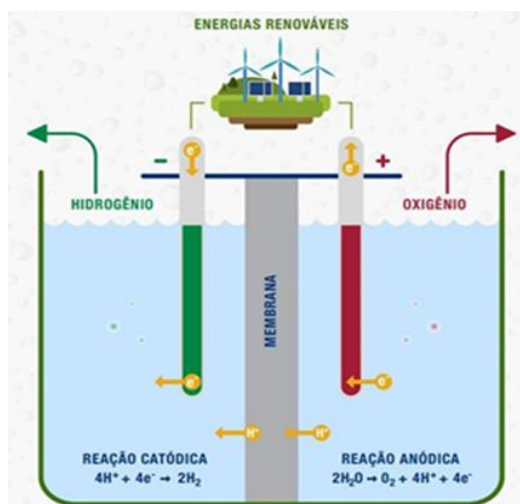 ENERGIAS RENOVÁVEIS
e⁻
-
e⁻
+
HIDROGÊNIO
OXIGÊNIO
MEMBRANA
e⁻
e⁻
H⁺
H⁺
REAÇÃO CATÓDICA
4H⁺ + 4e⁻ → 2H₂
REAÇÃO ANÓDICA
2H₂O → O₂ + 4H⁺ + 4e⁻